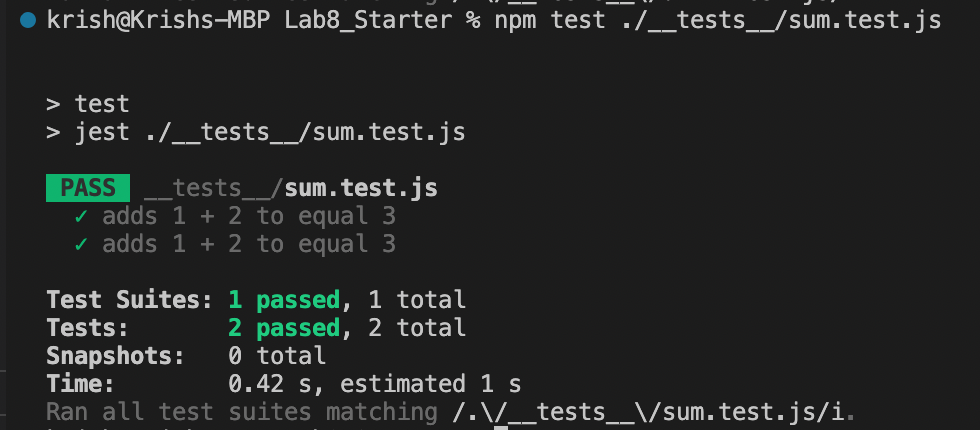 krish@Krishs-MBP Lab8_Starter % npm test ./__tests__/sum.test.js
> test
> jest ./__tests__/sum.test.js
PASS __tests__/sum.test.js
✓ adds 1 + 2 to equal 3
✓ adds 1 + 2 to equal 3
Test Suites: 1 passed, 1 total
Tests: 2 passed, 2 total
Snapshots: 0 total
Time: 0.42 s, estimated 1 s
Ran all test suites matching /.\/__tests__\/sum.test.js/i.